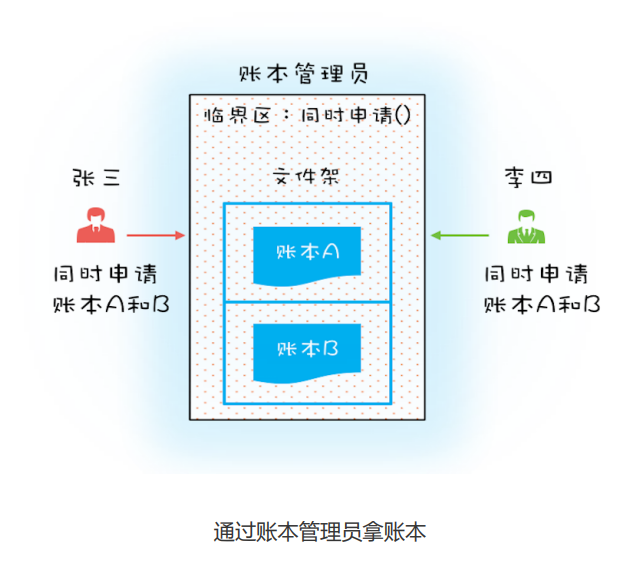 账本管理员
临界区：同时申请()
张三
文件架
李四
账本A
同时申请
账本A和B
同时申请
账本A和B
账本B
通过账本管理员拿账本